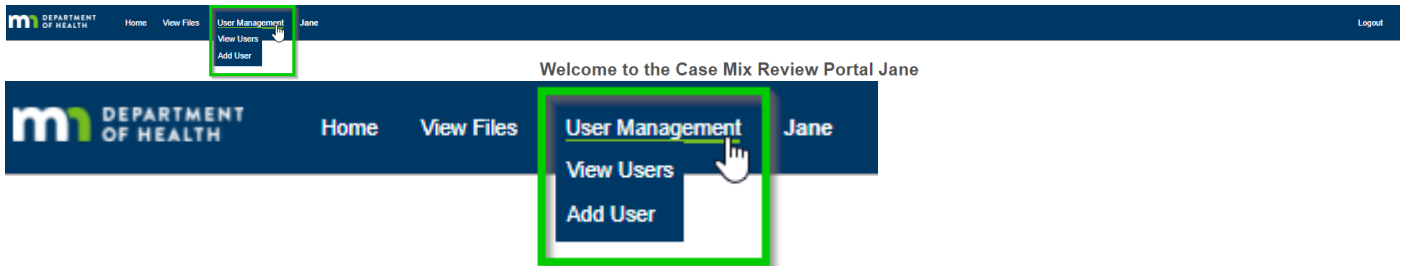 DEPARTMENT
OF HEALTH
Home View Files User Management Jane Logout
View Users
Add User
Welcome to the Case Mix Review Portal Jane
DEPARTMENT
OF HEALTH
Home View Files User Management Jane
View Users
Add User